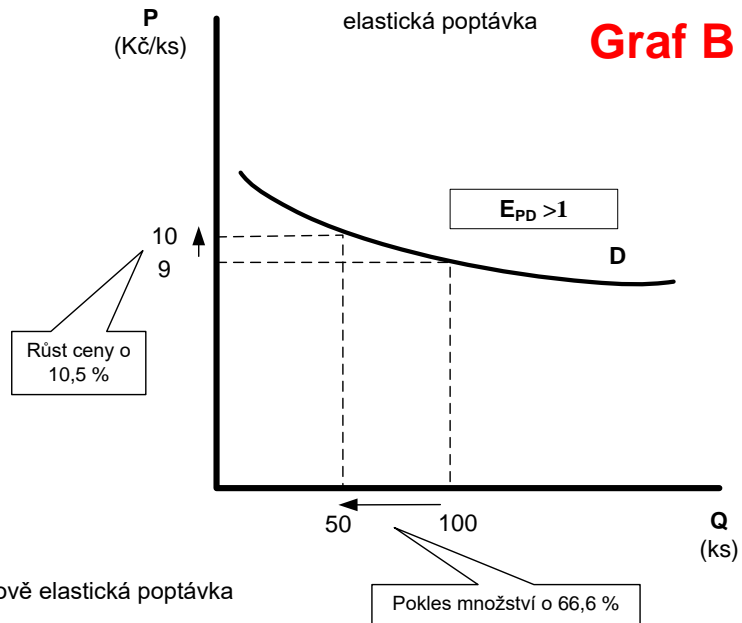 P
(Kč/ks)
elastická poptávka
Graf B
E_PD >1
10
9
D
Růst ceny o
10,5 %
50
100
Q
(ks)
ově elastická poptávka
Pokles množství o 66,6 %